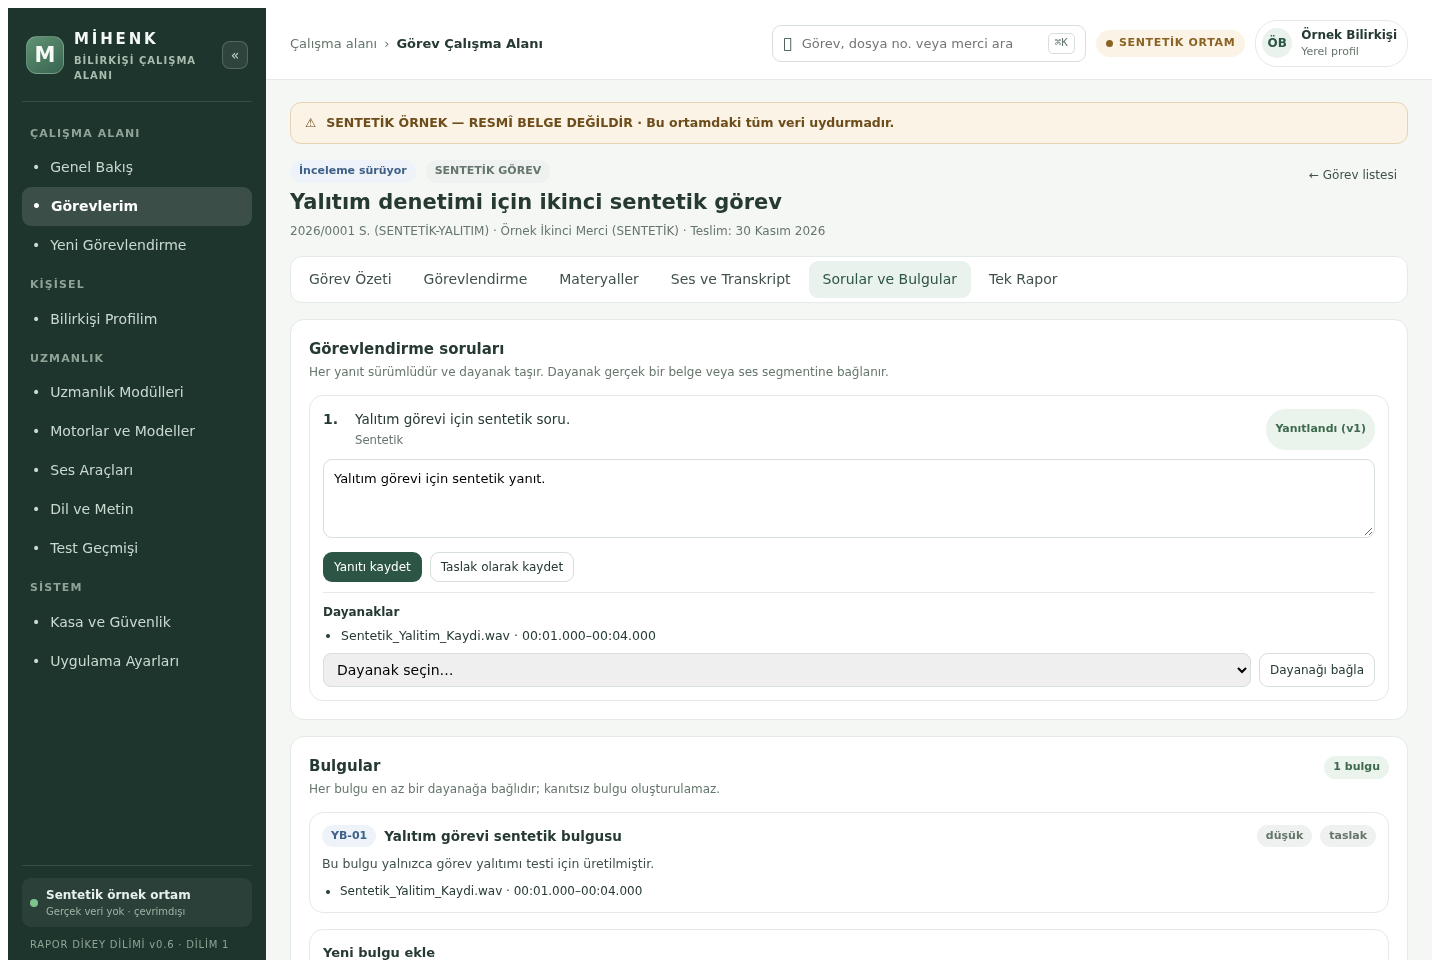 M
MİHENK
BİLİRKİŞİ ÇALIŞMA
ALANI
«
ÇALIŞMA ALANI
• Genel Bakış
• Görevlerim
• Yeni Görevlendirme
KİŞİSEL
• Bilirkişi Profilim
UZMANLIK
• Uzmanlık Modülleri
• Motorlar ve Modeller
• Ses Araçları
• Dil ve Metin
• Test Geçmişi
SİSTEM
• Kasa ve Güvenlik
• Uygulama Ayarları
Sentetik örnek ortam
Gerçek veri yok · çevrimdışı
RAPOR DİKEY DİLİMİ v0.6 · DİLİM 1
Çalışma alanı › Görev Çalışma Alanı
Görev, dosya no. veya merci ara ⌘K
SENTETİK ORTAM
ÖB
Örnek Bilirkişi
Yerel profil
⚠ SENTETİK ÖRNEK — RESMÎ BELGE DEĞİLDİR · Bu ortamdaki tüm veri uydurmadır.
İnceleme sürüyor SENTETİK GÖREV
← Görev listesi
Yalıtım denetimi için ikinci sentetik görev
2026/0001 S. (SENTETİK-YALITIM) · Örnek İkinci Merci (SENTETİK) · Teslim: 30 Kasım 2026
Görev Özeti Görevlendirme Materyaller Ses ve Transkript Sorular ve Bulgular Tek Rapor
Görevlendirme soruları
Her yanıt sürümlüdür ve dayanak taşır. Dayanak gerçek bir belge veya ses segmentine bağlanır.
1. Yalıtım görevi için sentetik soru.
Sentetik
Yanıtlandı (v1)
Yalıtım görevi için sentetik yanıt.
Yanıtı kaydet Taslak olarak kaydet
Dayanaklar
• Sentetik_Yalitim_Kaydi.wav · 00:01.000–00:04.000
Dayanak seçin… Dayanağı bağla
Bulgular
1 bulgu
Her bulgu en az bir dayanağa bağlıdır; kanıtsız bulgu oluşturulamaz.
YB-01 Yalıtım görevi sentetik bulgusu düşük taslak
Bu bulgu yalnızca görev yalıtımı testi için üretilmiştir.
• Sentetik_Yalitim_Kaydi.wav · 00:01.000–00:04.000
Yeni bulgu ekle